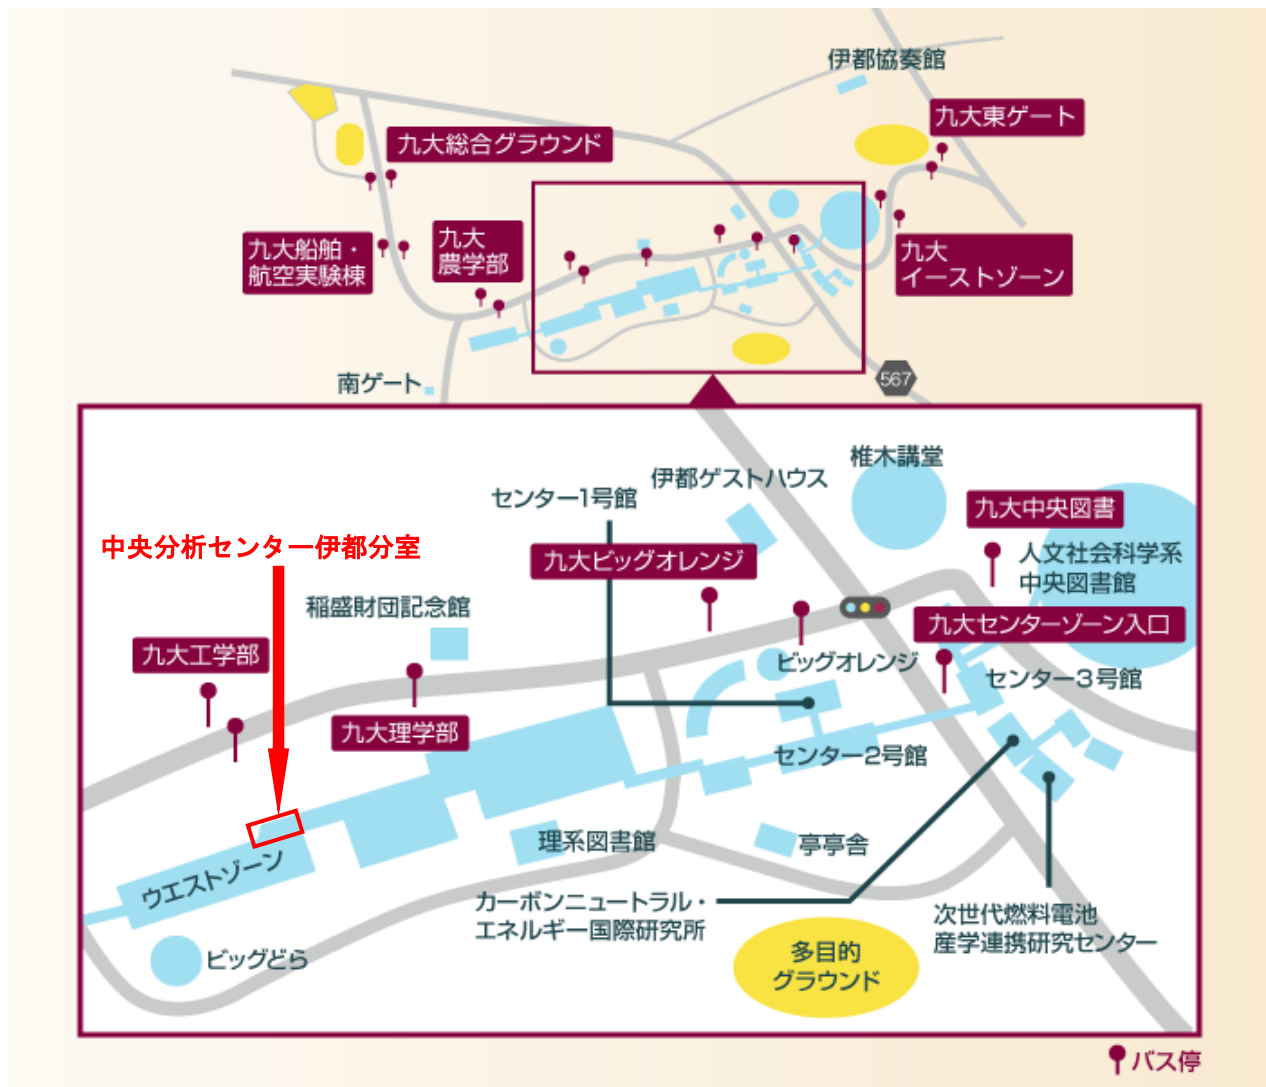 伊都協奏館
九大東ゲート
九大総合グラウンド
九大船舶・
航空実験棟
九大
農学部
九大
イーストゾーン
南ゲート
567
椎木講堂
伊都ゲストハウス
センター1号館
九大中央図書
九大ビッグオレンジ
中央分析センター伊都分室
人文社会科学系
中央図書館
稲盛財団記念館
九大センターゾーン入口
九大工学部
ビッグオレンジ
センター3号館
九大理学部
センター2号館
理系図書館
亭亭舎
ウエストゾーン
カーボンニュートラル・
エネルギー国際研究所
次世代燃料電池
産学連携研究センター
多目的
グラウンド
ビッグどら
バス停